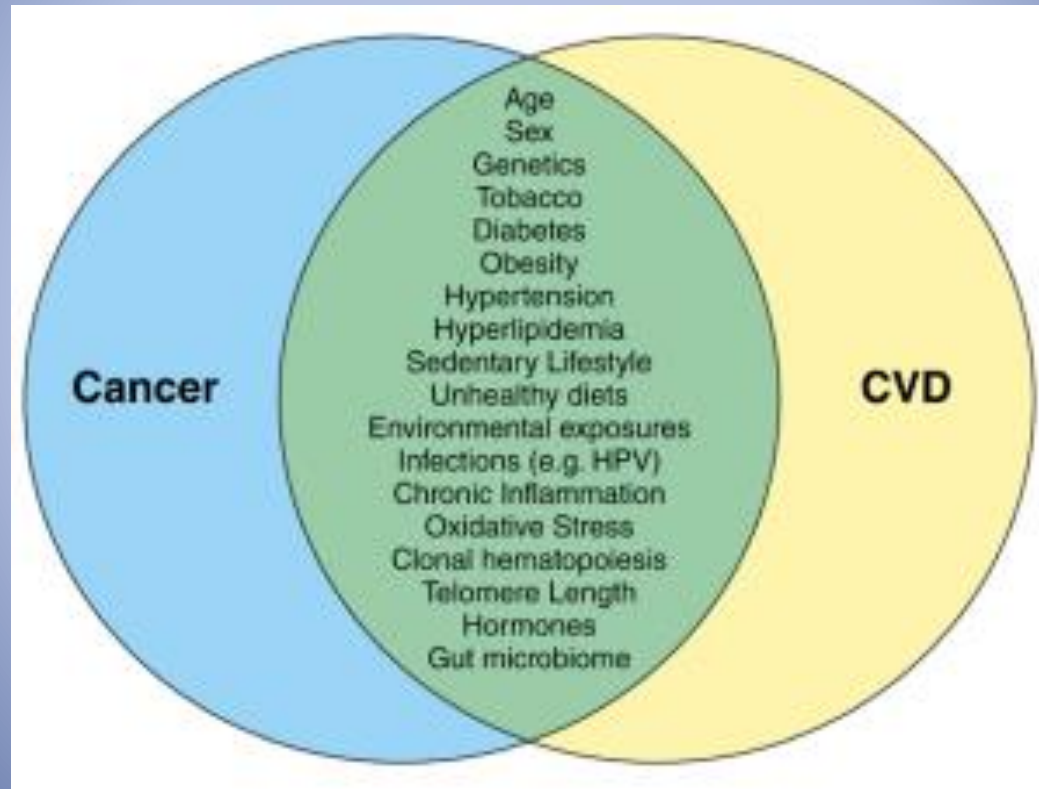 Age
Sex
Genetics
Tobacco
Diabetes
Obesity
Hypertension
Hyperlipidemia
Sedentary Lifestyle
Unhealthy diets
Environmental exposures
Infections (e.g. HPV)
Chronic Inflammation
Oxidative Stress
Clonal hematopoiesis
Telomere Length
Hormones
Gut microbiome
Cancer
CVD